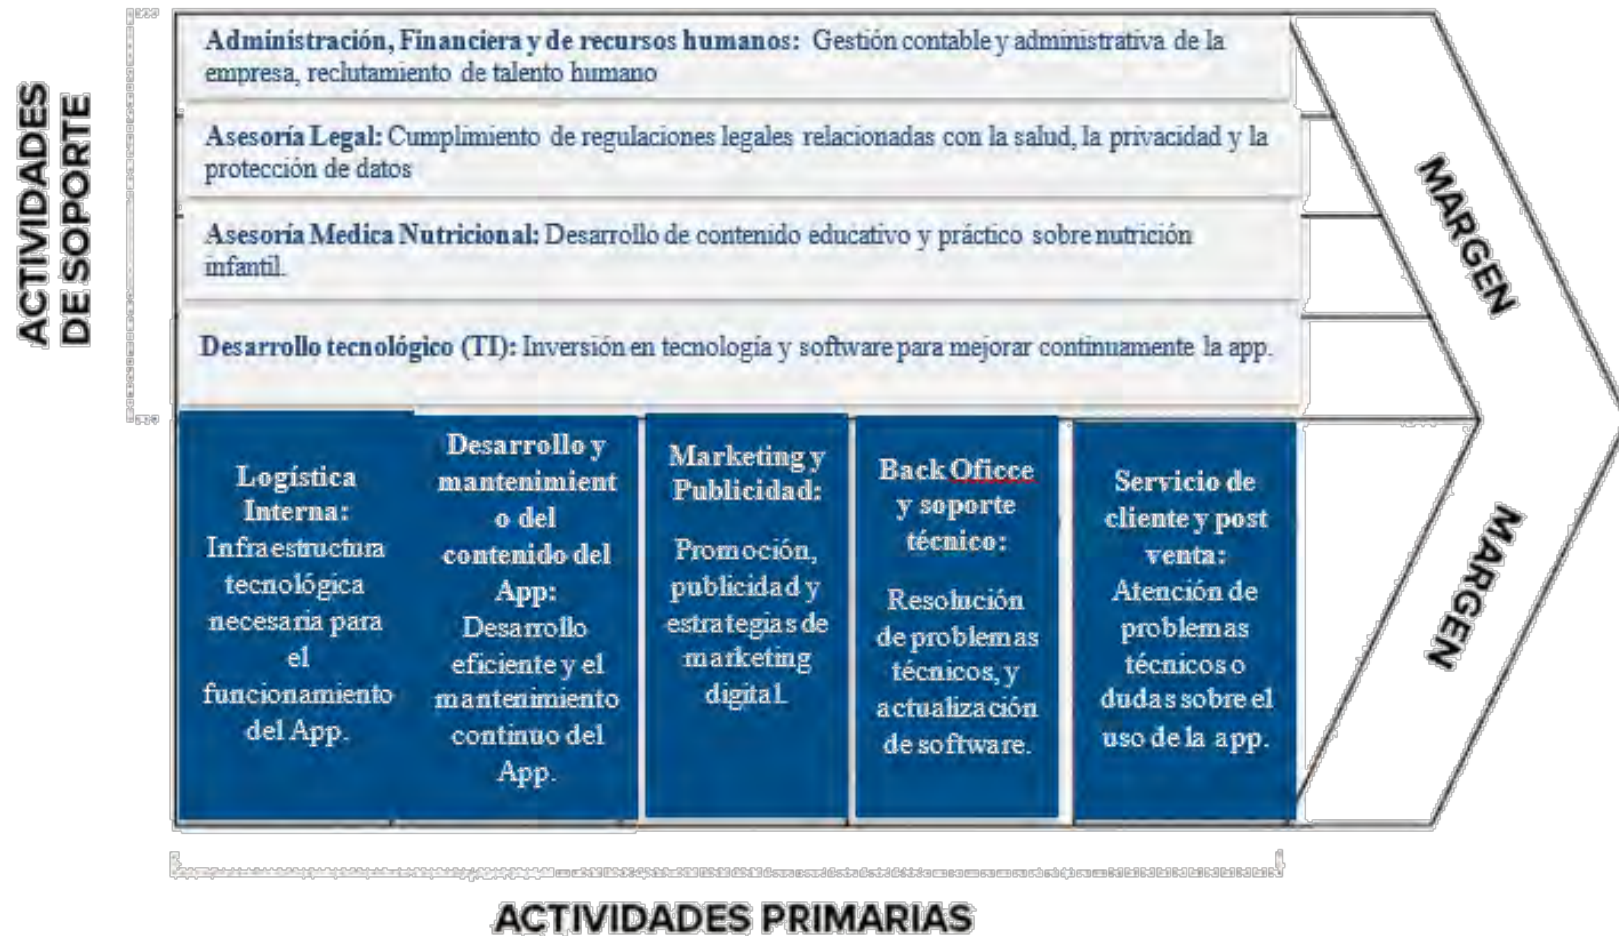 ACTIVIDADES
DE SOPORTE
Administración, Financiera y de recursos humanos: Gestión contable y administrativa de la
empresa, reclutamiento de talento humano
Asesoría Legal: Cumplimiento de regulaciones legales relacionadas con la salud, la privacidad y la
protección de datos
Asesoría Medica Nutricional: Desarrollo de contenido educativo y práctico sobre nutrición
infantil.
Desarrollo tecnológico (TI): Inversión en tecnología y software para mejorar continuamente la app.
Logística
Interna:
Infraestructura
tecnológica
necesaria para
el
funcionamiento
del App.
Desarrollo y
mantenimient
o del
contenido del
App:
Desarrollo
eficiente y el
mantenimiento
continuo del
App.
Marketing y
Publicidad:
Promoción,
publicidad y
estrategias de
marketing
digital.
Back Oficce
y soporte
técnico:
Resolución
de problemas
técnicos, y
actualización
de software.
Servicio de
cliente y post
venta:
Atención de
problemas
técnicos o
dudas sobre el
uso de la app.
MARGEN
MARGEN
ACTIVIDADES PRIMARIAS